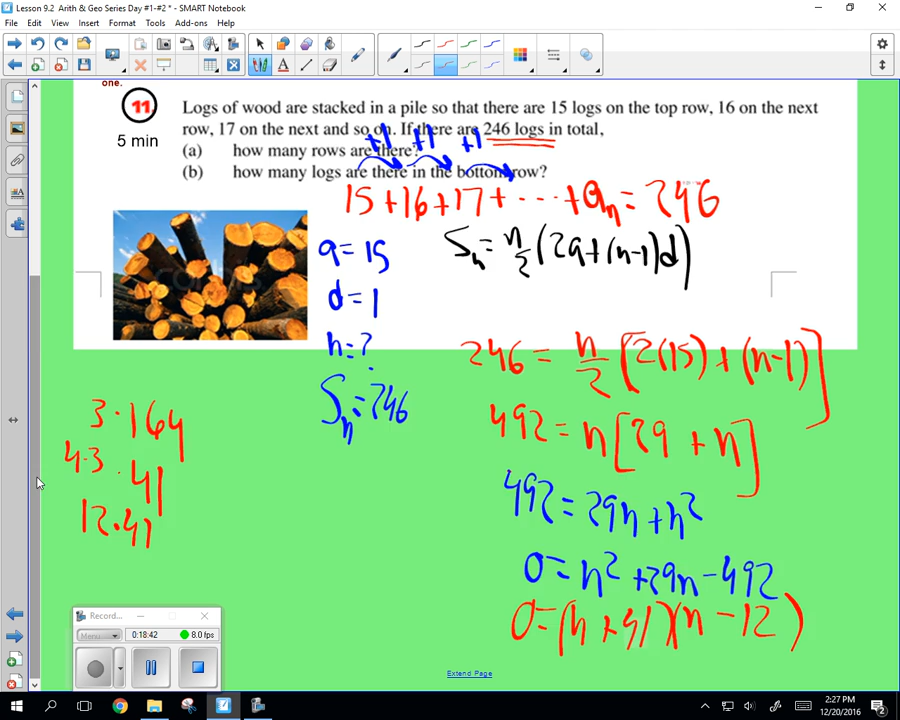 Lesson 9.2 Arith & Geo Series Day #1-#2 * - SMART Notebook
File Edit View Insert Format Tools Add-ons Help
one.
11
5 min
Logs of wood are stacked in a pile so that there are 15 logs on the top row, 16 on the next
row, 17 on the next and so on. If there are 246 logs in total,
(a) how many rows are there?
(b) how many logs are there in the bottom row?
+1 +1 +1
15+16+17+ ... +an = 246
a = 15
d = 1
n = ?
Sn = 246
Sn = n/2 (2a+(n-1)d)
246 = n/2 [2(15) + (n-1)]
492 = n[29 + n]
492 = 29n + n²
0 = n² + 29n - 492
0 = (n + 41)(n - 12)
3 · 164
4·3 · 41
12 · 41
Record...
Menu
0:18:42
8.0 fps
Extend Page
2:27 PM
12/20/2016
2